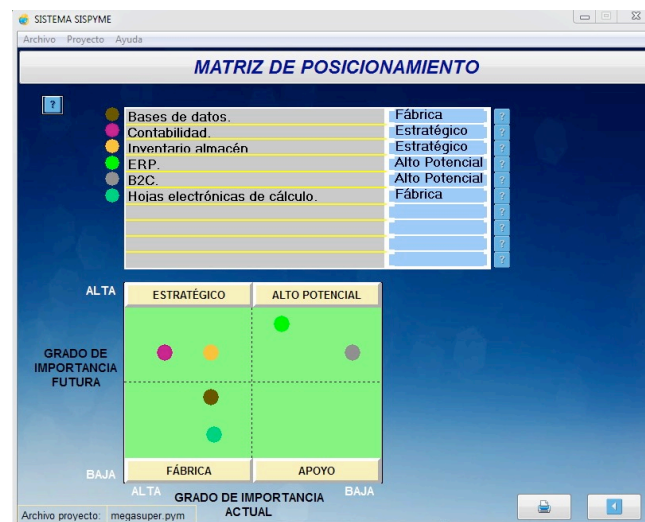 SISTEMA SISPYME
Archivo Proyecto Ayuda
MATRIZ DE POSICIONAMIENTO
?
Bases de datos. Fábrica ?
Contabilidad. Estratégico ?
Inventario almacén Estratégico ?
ERP. Alto Potencial ?
B2C. Alto Potencial ?
Hojas electrónicas de cálculo. Fábrica ?
?
?
?
?
ALTA
ESTRATÉGICO ALTO POTENCIAL
GRADO DE
IMPORTANCIA
FUTURA
BAJA
FÁBRICA APOYO
ALTA BAJA
GRADO DE IMPORTANCIA
ACTUAL
Archivo proyecto: megasuper.pym